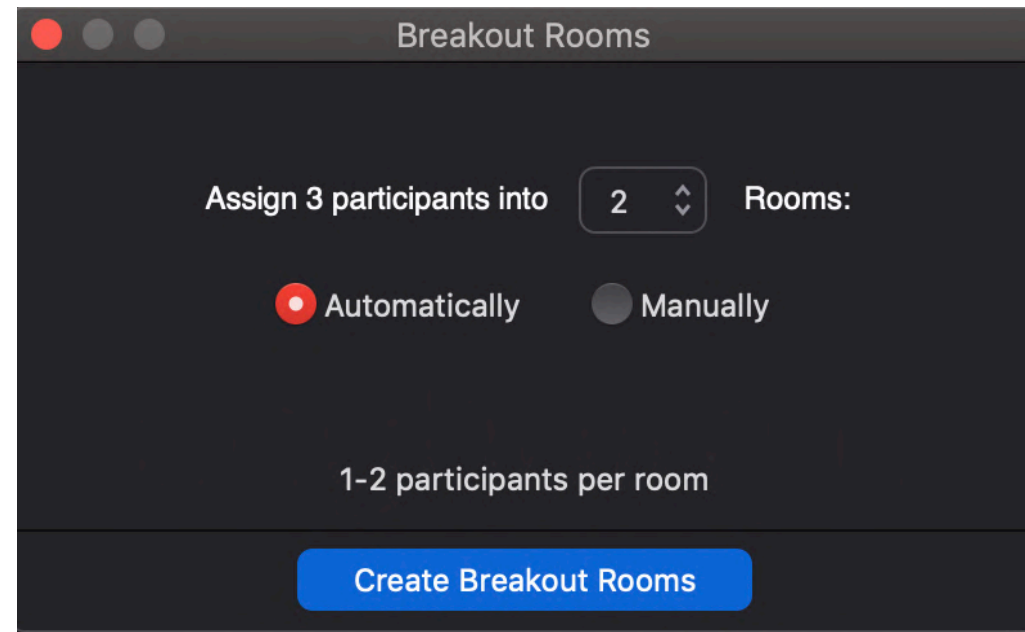 Breakout Rooms
Assign 3 participants into 2 Rooms:
Automatically Manually
1-2 participants per room
Create Breakout Rooms